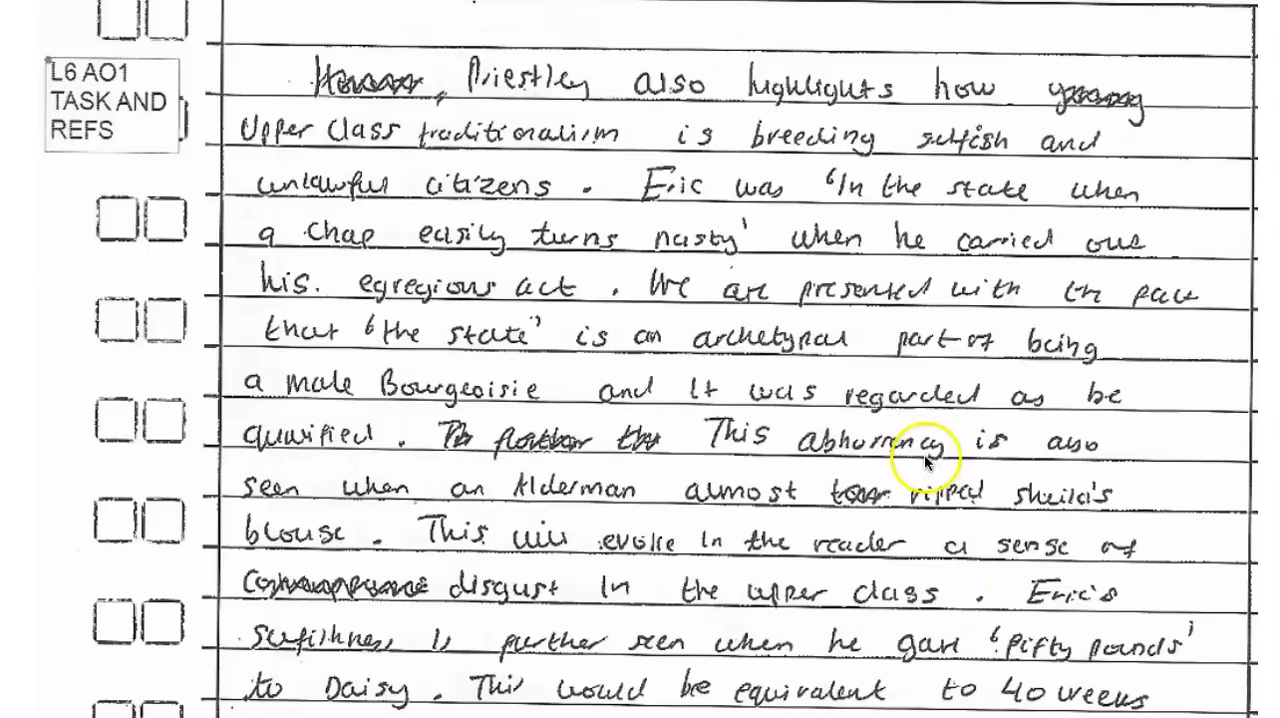 L6 AO1
TASK AND
REFS
, Priestley also highlights how
Upper Class traditionalism is breeding selfish and
unlawful citizens. Eric was 'In the state when
a chap easily turns nasty' when he carried out
his. egregious act. We are presented with the fact
that "the state" is an archetypal part of being
a male Bourgeoisie and It was regarded as be
qualified. This abhorrency is also
seen when an Alderman almost ripped Sheila's
blouse. This will evoke in the reader a sense of
disgust In the upper class. Eric's
selfishness Is further seen when he gave 'fifty pounds'
to Daisy. This would be equivalent to 40 weeks